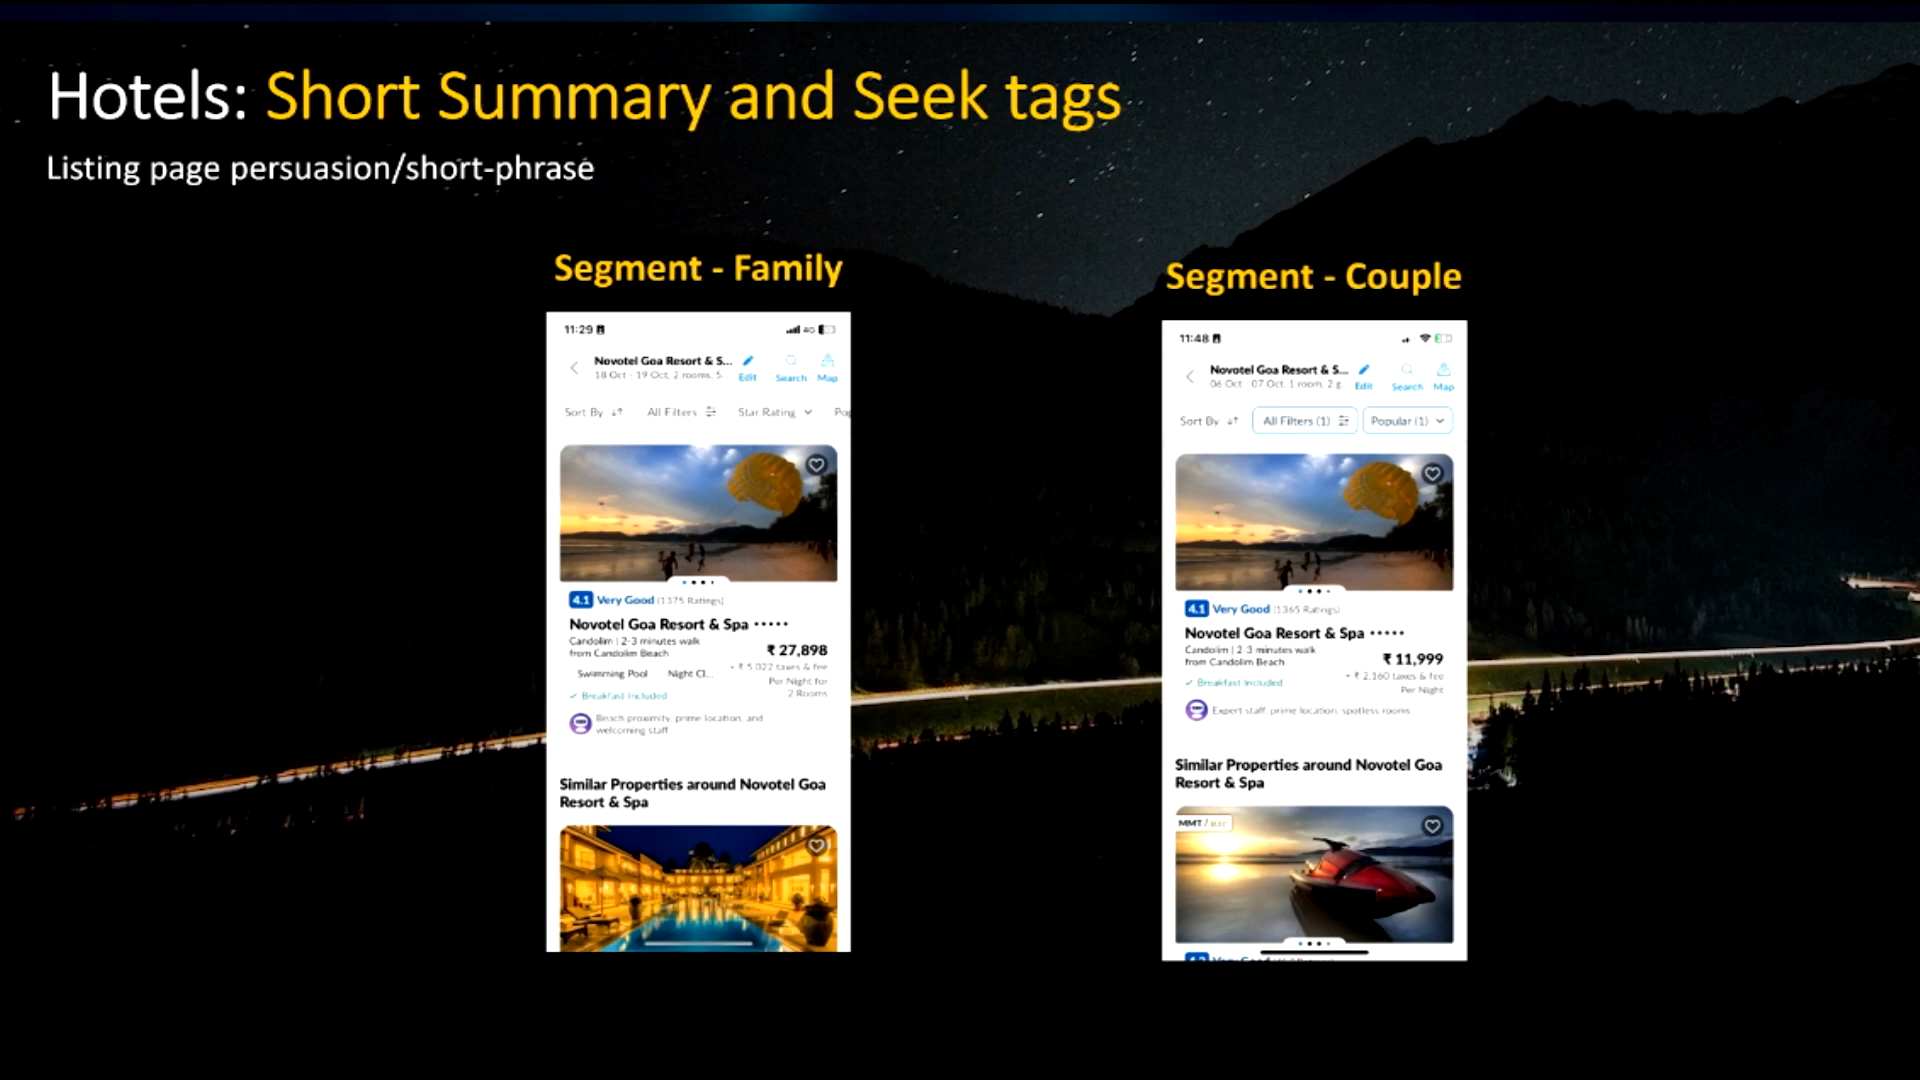 Hotels: Short Summary and Seek tags
Listing page persuasion/short-phrase
Segment - Family
11:29
4G
Novotel Goa Resort & S...
18 Oct - 19 Oct, 2 rooms, 5
Edit
Search
Map
Sort By
All Filters
Star Rating
Pop
4.1 Very Good (1375 Ratings)
Novotel Goa Resort & Spa
Candolim | 2-3 minutes walk
from Candolim Beach
₹ 27,898
+ ₹ 5,022 taxes & fee
Per Night for
2 Rooms
Swimming Pool
Night Cl...
Breakfast Included
Beach proximity, prime location, and
welcoming staff
Similar Properties around Novotel Goa
Resort & Spa
Segment - Couple
11:48
Novotel Goa Resort & S...
06 Oct - 07 Oct, 1 room, 2 g
Edit
Search
Map
Sort By
All Filters (1)
Popular (1)
4.1 Very Good (1365 Ratings)
Novotel Goa Resort & Spa
Candolim | 2-3 minutes walk
from Candolim Beach
₹ 11,999
+ ₹ 2,160 taxes & fee
Per Night
Breakfast Included
Expert staff, prime location, spotless rooms
Similar Properties around Novotel Goa
Resort & Spa
MMT /
Very Good